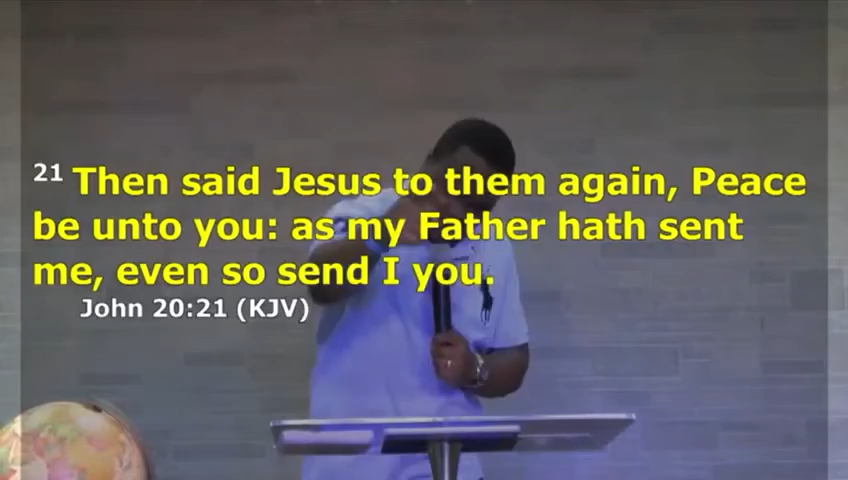 21 Then said Jesus to them again, Peace
be unto you: as my Father hath sent
me, even so send I you.
John 20:21 (KJV)